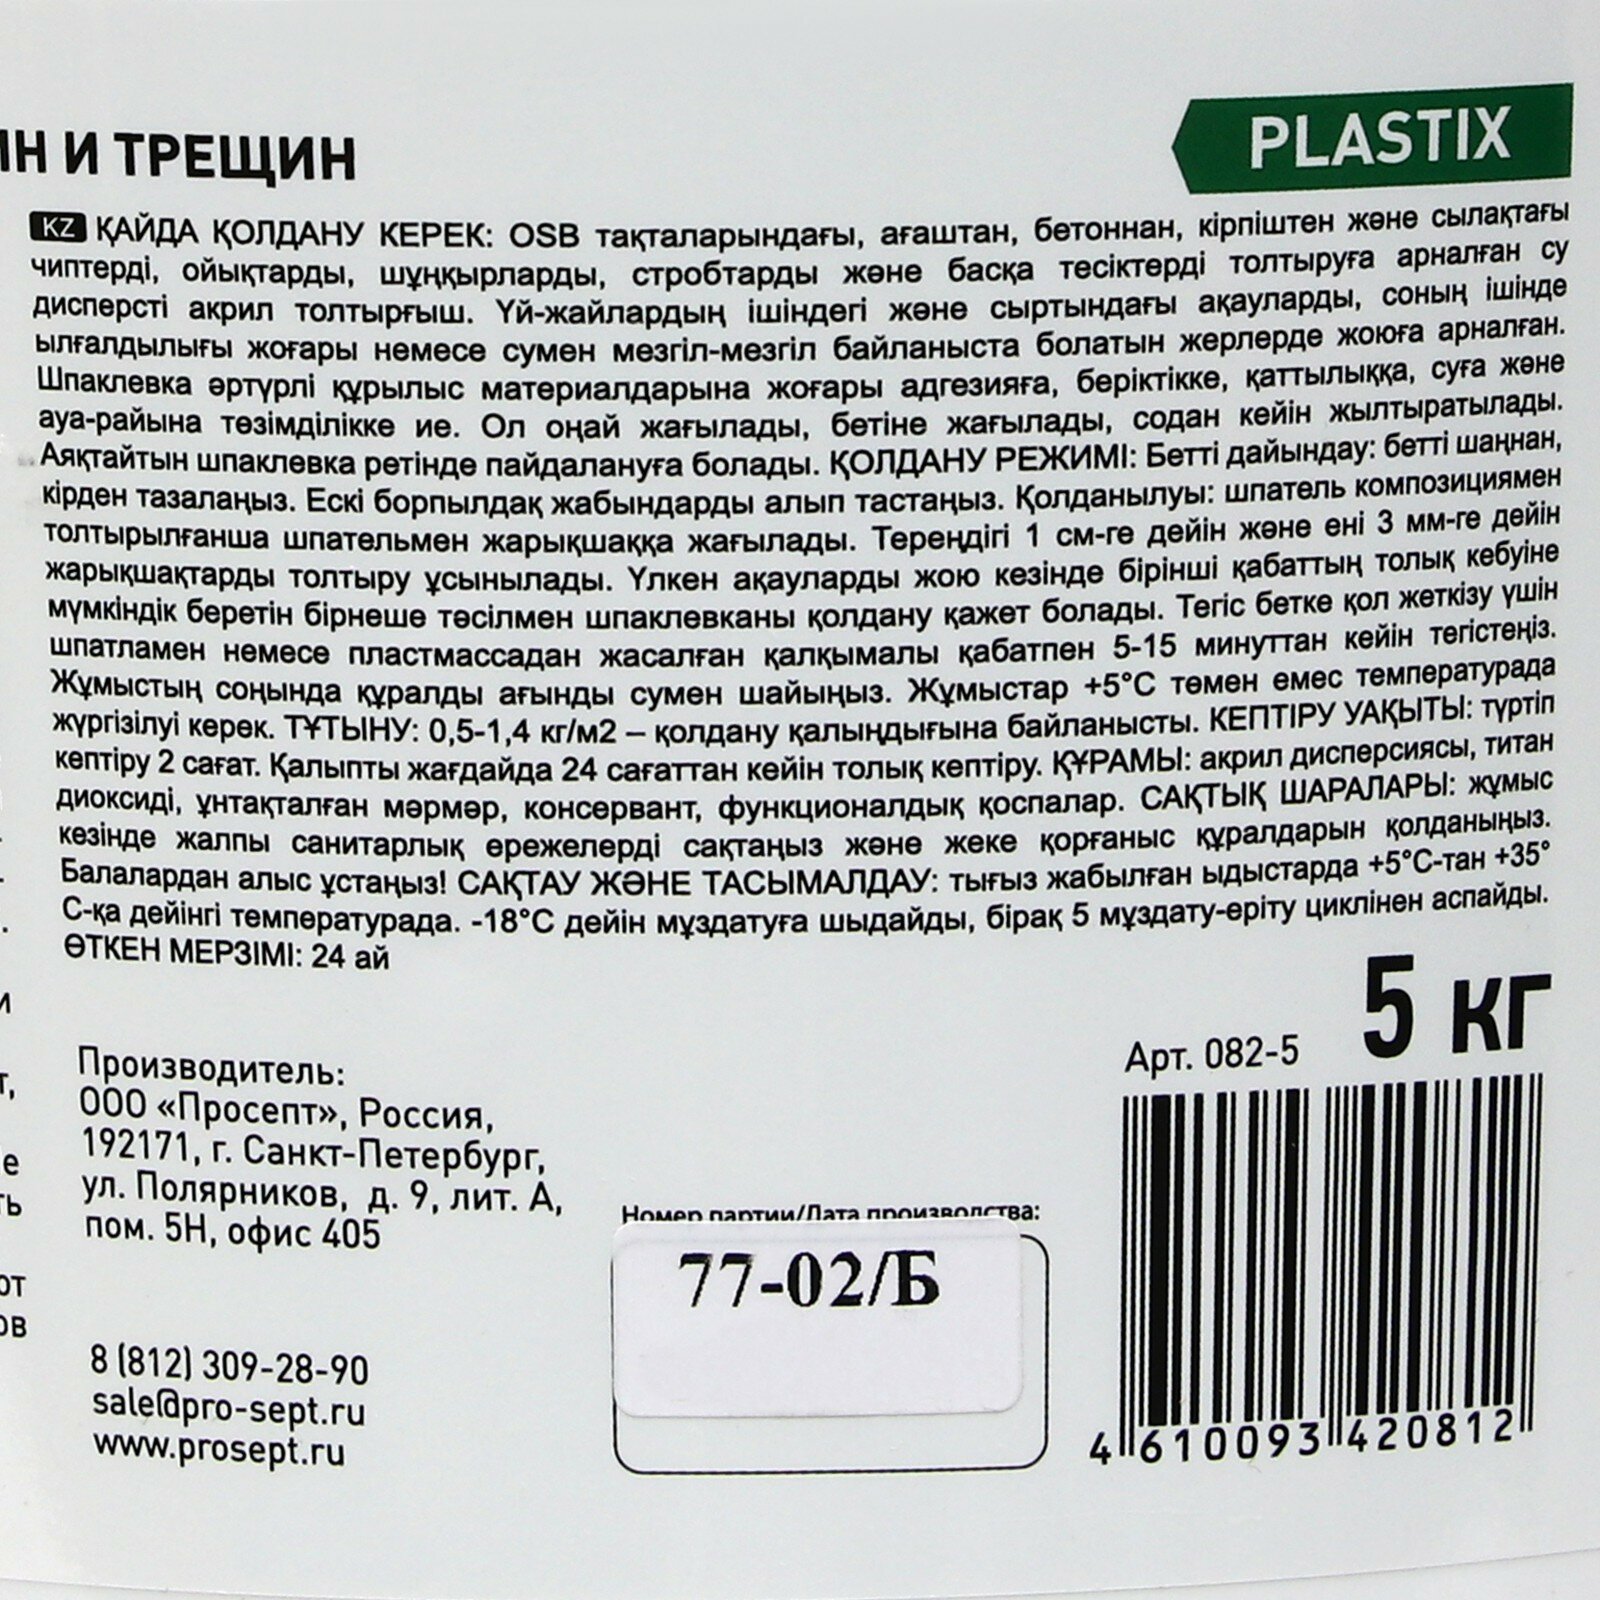 ИН И ТРЕЩИН
PLASTIX
KZ ҚАЙДА ҚОЛДАНУ КЕРЕК: OSB тақталарындағы, ағаштан, бетоннан, кірпіштен және сылақтағы
чиптерді, ойықтарды, шұңқырларды, стробтарды және басқа тесіктерді толтыруға арналған су
дисперсті акрил толтырғыш. Үй-жайлардың ішіндегі және сыртындағы ақауларды, соның ішінде
ылғалдылығы жоғары немесе сумен мезгіл-мезгіл байланыста болатын жерлерде жоюға арналған.
Шпаклевка әртүрлі құрылыс материалдарына жоғары адгезияға, беріктікке, қаттылыққа, суға және
ауа-райына төзімділікке ие. Ол оңай жағылады, бетіне жағылады, содан кейін жылтыратылады.
Аяқтайтын шпаклевка ретінде пайдалануға болады. ҚОЛДАНУ РЕЖИМІ: Бетті дайындау: бетті шаңнан,
кірден тазалаңыз. Ескі борпылдақ жабындарды алып тастаңыз. Қолданылуы: шпатель композициямен
толтырылғанша шпательмен жарықшаққа жағылады. Тереңдігі 1 см-ге дейін және ені 3 мм-ге дейін
жарықшақтарды толтыру ұсынылады. Үлкен ақауларды жою кезінде бірінші қабаттың толық кебуіне
мүмкіндік беретін бірнеше тәсілмен шпаклевканы қолдану қажет болады. Тегіс бетке қол жеткізу үшін
шпатламен немесе пластмассадан жасалған қалқымалы қабатпен 5-15 минуттан кейін тегістеңіз.
Жұмыстың соңында құралды ағынды сумен шайыңыз. Жұмыстар +5°С төмен емес температурада
жүргізілуі керек. ТҰТЫНУ: 0,5-1,4 кг/м2 – қолдану қалыңдығына байланысты. КЕПТІРУ УАҚЫТЫ: түртіп
кептіру 2 сағат. Қалыпты жағдайда 24 сағаттан кейін толық кептіру. ҚҰРАМЫ: акрил дисперсиясы, титан
диоксиді, ұнтақталған мәрмәр, консервант, функционалдық қоспалар. САҚТЫҚ ШАРАЛАРЫ: жұмыс
кезінде жалпы санитарлық ережелерді сақтаңыз және жеке қорғаныс құралдарын қолданыңыз.
Балалардан алыс ұстаңыз! САҚТАУ ЖӘНЕ ТАСЫМАЛДАУ: тығыз жабылған ыдыстарда +5°С-тан +35°
С-қа дейінгі температурада. -18°С дейін мұздатуға шыдайды, бірақ 5 мұздату-еріту циклінен аспайды.
ӨТКЕН МЕРЗІМІ: 24 ай
5 кг
Арт. 082-5
Производитель:
ООО «Просепт», Россия,
192171, г. Санкт-Петербург,
ул. Полярников, д. 9, лит. А,
пом. 5Н, офис 405
Номер партии/Дата производства:
77-02/Б
8 (812) 309-28-90
sale@pro-sept.ru
www.prosept.ru
4 610093 420812